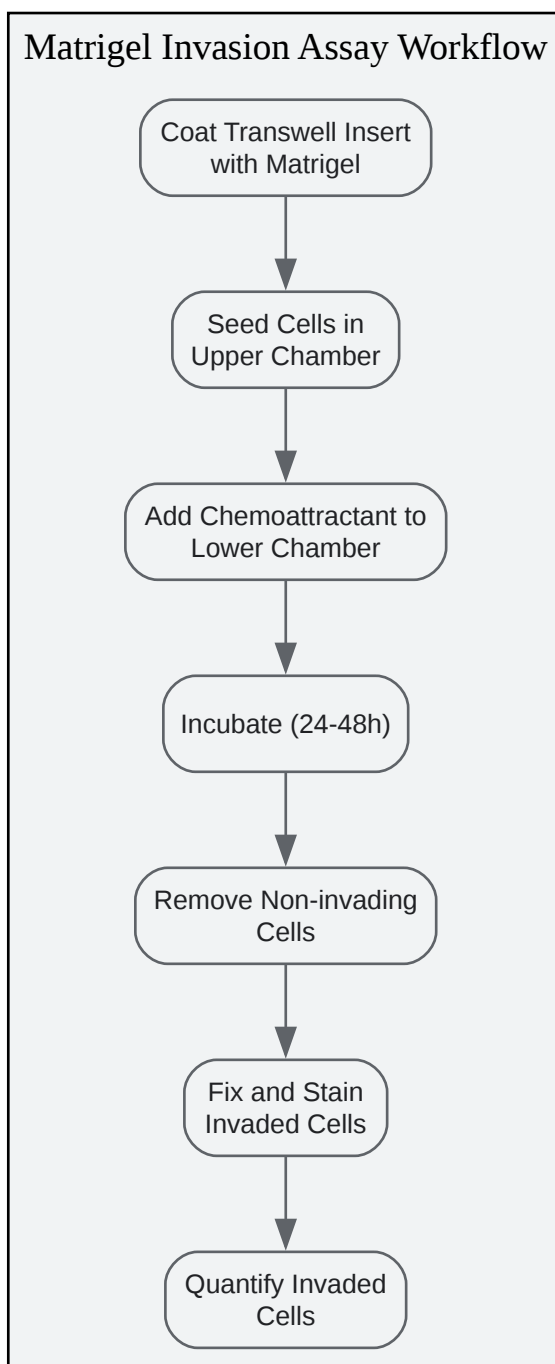 Matrigel Invasion Assay Workflow
Coat Transwell Insert
with Matrigel
Seed Cells in
Upper Chamber
Add Chemoattractant to
Lower Chamber
Incubate (24-48h)
Remove Non-invading
Cells
Fix and Stain
Invaded Cells
Quantify Invaded
Cells